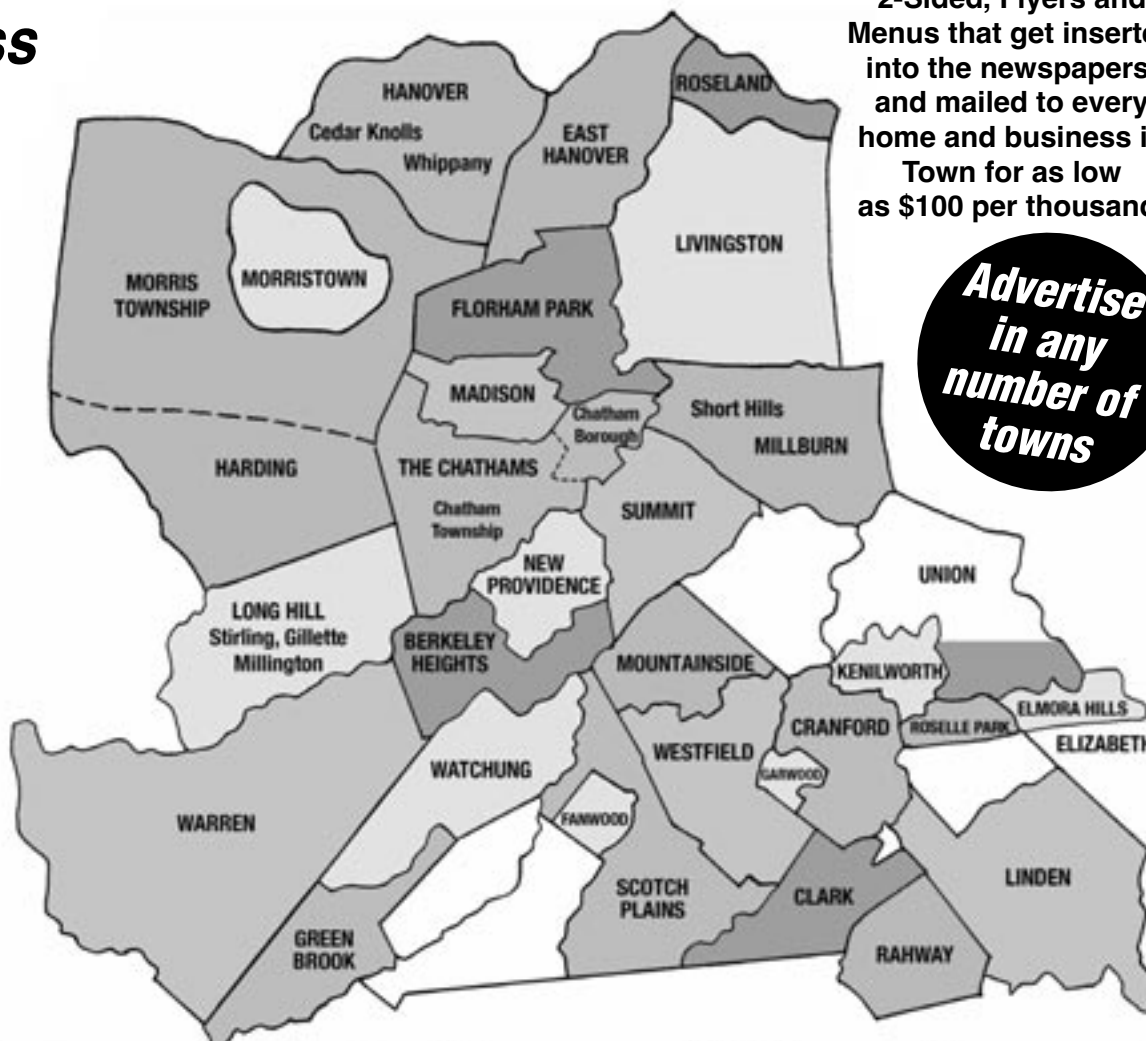 ss
2-Sided, Flyers and
Menus that get inserte
into the newspapers
and mailed to every
home and business i
Town for as low
as $100 per thousand
Advertise
in any
number of
towns
HANOVER
Cedar Knolls
Whippany
EAST
HANOVER
ROSELAND
LIVINGSTON
MORRIS
TOWNSHIP
MORRISTOWN
FLORHAM PARK
MADISON
Chatham
Borough
Short Hills
MILLBURN
HARDING
THE CHATHAMS
Chatham
Township
SUMMIT
NEW
PROVIDENCE
UNION
LONG HILL
Stirling, Gillette
Millington
BERKELEY
HEIGHTS
MOUNTAINSIDE
KENILWORTH
ELMORA HILLS
ROSELLE PARK
CRANFORD
ELIZABETH
WESTFIELD
GARWOOD
WATCHUNG
FANWOOD
WARREN
SCOTCH
PLAINS
CLARK
LINDEN
GREEN
BROOK
RAHWAY